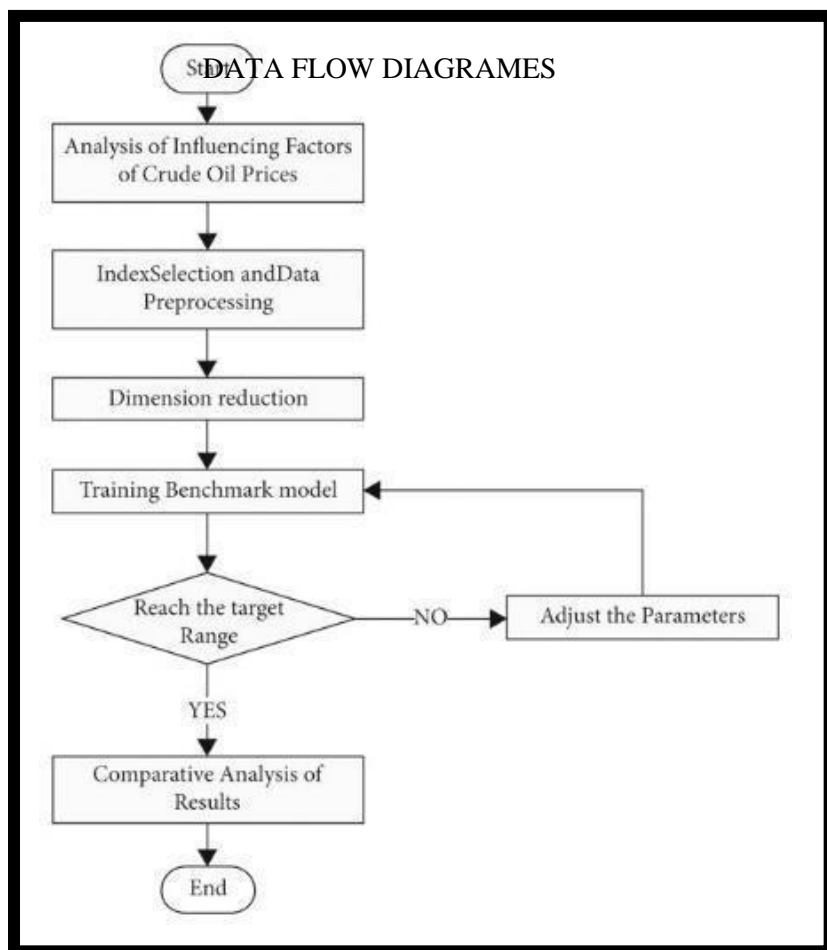 DATA FLOW DIAGRAMES
Start
Analysis of Influencing Factors
of Crude Oil Prices
IndexSelection andData
Preprocessing
Dimension reduction
Training Benchmark model
Reach the target
Range
NO
Adjust the Parameters
YES
Comparative Analysis of
Results
End